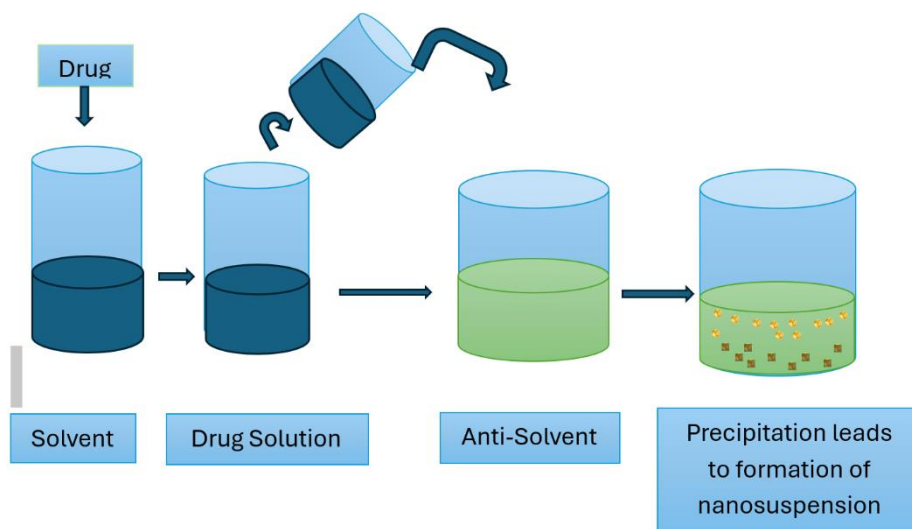 Drug
Solvent
Drug Solution
Anti-Solvent
Precipitation leads
to formation of
nanosuspension